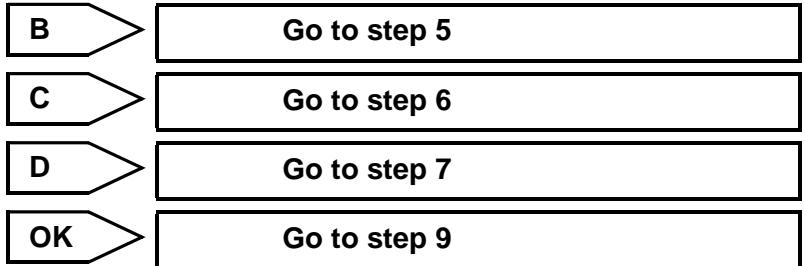 B Go to step 5
C Go to step 6
D Go to step 7
OK Go to step 9